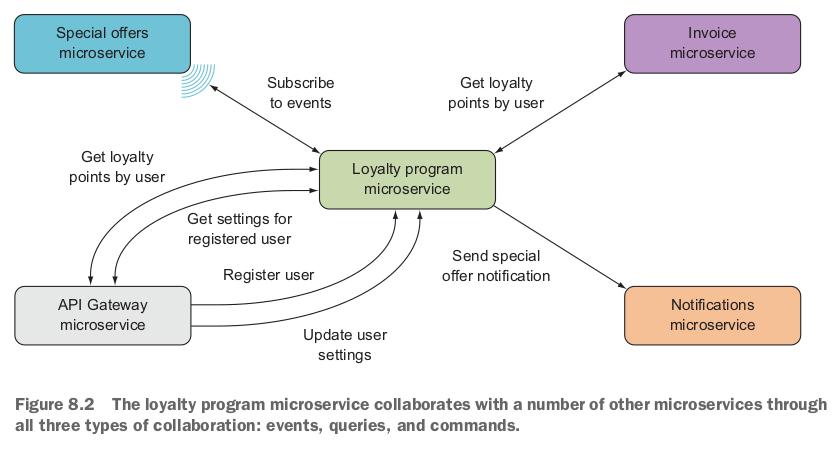 Special offers
microservice
Invoice
microservice
Subscribe
to events
Get loyalty
points by user
Get loyalty
points by user
Loyalty program
microservice
Get settings for
registered user
Register user
Send special
offer notification
API Gateway
microservice
Update user
settings
Notifications
microservice
Figure 8.2 The loyalty program microservice collaborates with a number of other microservices through
all three types of collaboration: events, queries, and commands.